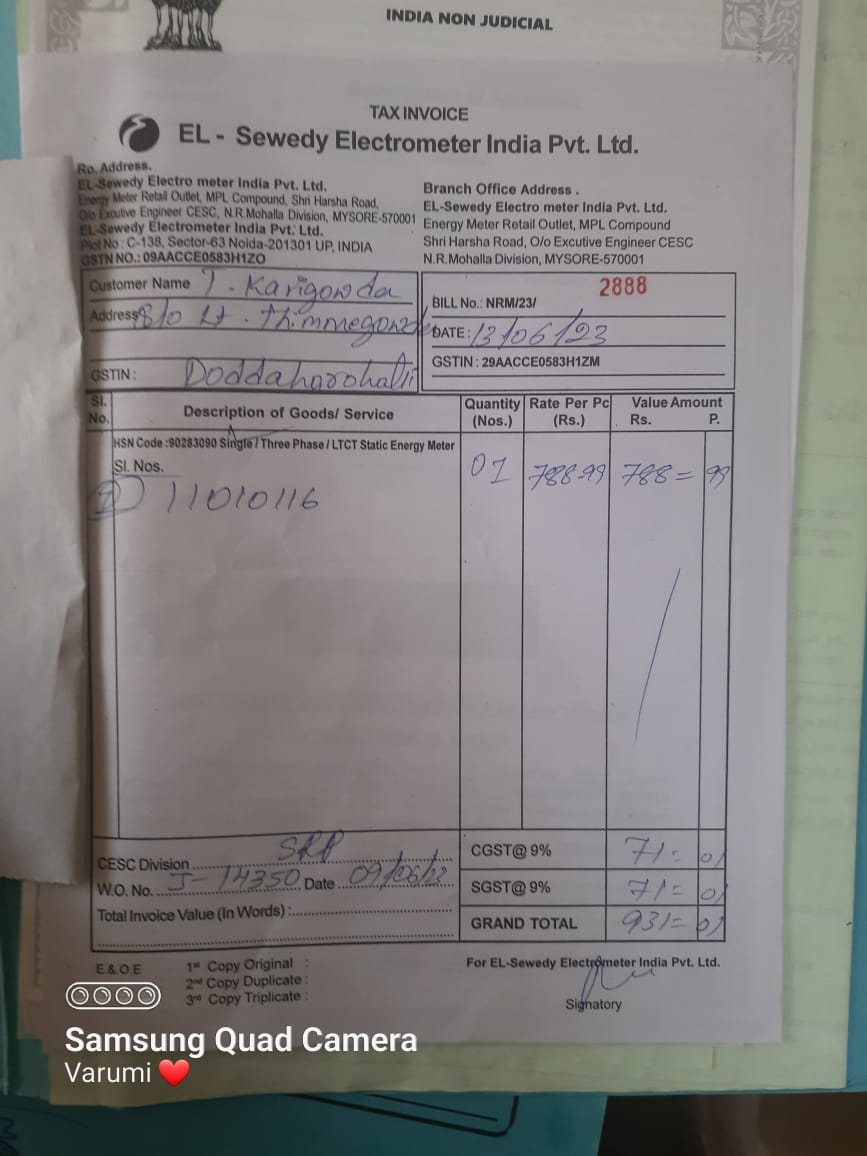 INDIA NON JUDICIAL
TAX INVOICE
EL - Sewedy Electrometer India Pvt. Ltd.
Ro. Address.
EL-Sewedy Electro meter India Pvt. Ltd.
Energy Meter Retail Outlet, MPL Compound, Shri Harsha Road,
O/o Excutive Engineer CESC, N.R.Mohalla Division, MYSORE-570001
EL-Sewedy Electrometer India Pvt. Ltd.
Plot No : C-138, Sector-63 Noida-201301 UP, INDIA
GSTN NO.: 09AACCE0583H1ZO
Branch Office Address .
EL-Sewedy Electro meter India Pvt. Ltd.
Energy Meter Retail Outlet, MPL Compound
Shri Harsha Road, O/o Excutive Engineer CESC
N.R.Mohalla Division, MYSORE-570001
Customer Name T. Karigowda
Address S/o Lt. Thimmegowda
GSTIN : Doddaharohalli
2888
BILL No.: NRM/23/
DATE : 13/06/23
GSTIN : 29AACCE0583H1ZM
Sl. No. Description of Goods/ Service Quantity (Nos.) Rate Per Pc (Rs.) Value Amount Rs. P.
HSN Code :90283090 Single / Three Phase / LTCT Static Energy Meter
Sl. Nos. 01 788-99 788= 99
1 11010116
CESC Division SRP
W.O. No. J-14350 Date 09/06/23
Total Invoice Value (In Words) :
CGST@ 9% 71= 01
SGST@ 9% 71= 01
GRAND TOTAL 931= 01
E.& O.E
1st Copy Original :
2nd Copy Duplicate :
3rd Copy Triplicate :
For EL-Sewedy Electrometer India Pvt. Ltd.
Signatory
Samsung Quad Camera
Varumi ❤️